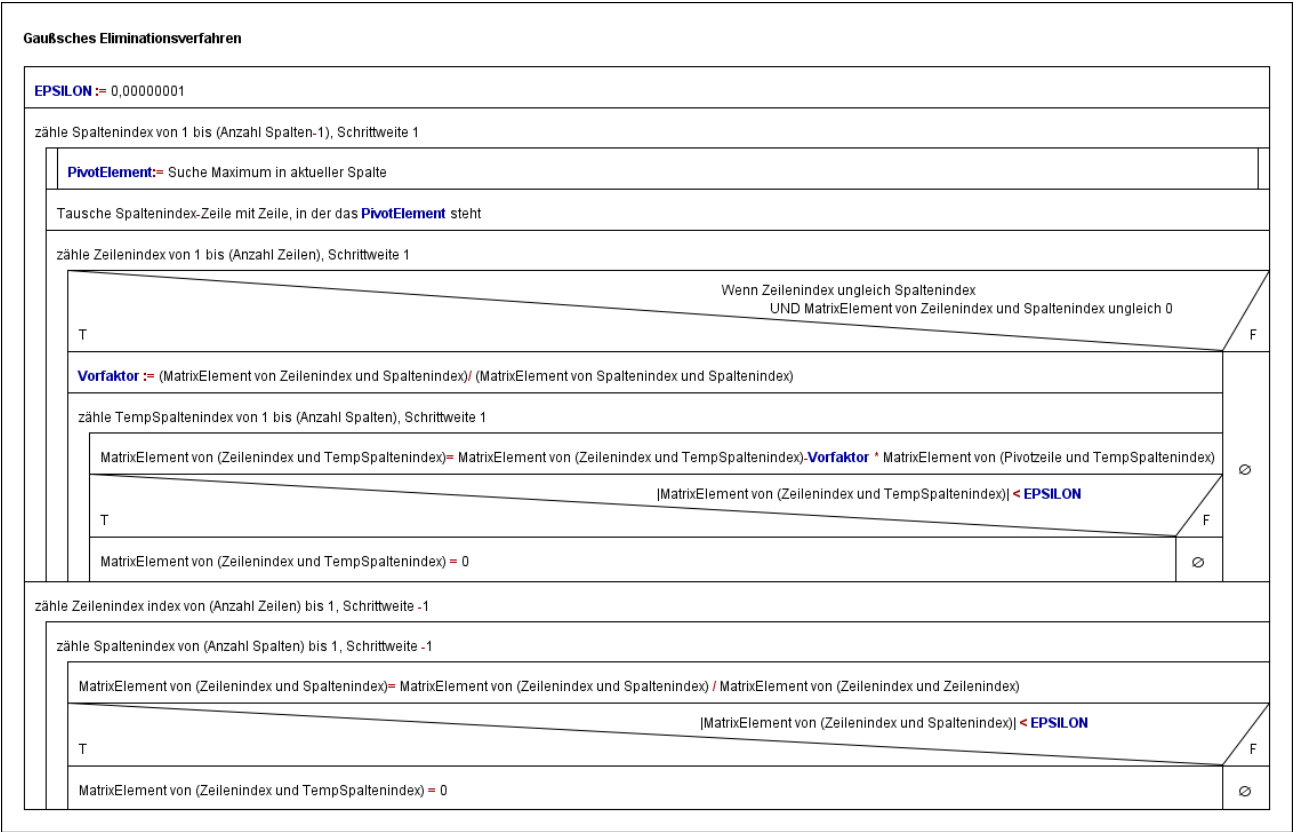 Gaußsches Eliminationsverfahren
EPSILON := 0,00000001
zähle Spaltenindex von 1 bis (Anzahl Spalten-1), Schrittweite 1
PivotElement:= Suche Maximum in aktueller Spalte
Tausche Spaltenindex-Zeile mit Zeile, in der das PivotElement steht
zähle Zeilenindex von 1 bis (Anzahl Zeilen), Schrittweite 1
Wenn Zeilenindex ungleich Spaltenindex
UND MatrixElement von Zeilenindex und Spaltenindex ungleich 0
T F
Vorfaktor := (MatrixElement von Zeilenindex und Spaltenindex)/ (MatrixElement von Spaltenindex und Spaltenindex)
zähle TempSpaltenindex von 1 bis (Anzahl Spalten), Schrittweite 1
MatrixElement von (Zeilenindex und TempSpaltenindex)= MatrixElement von (Zeilenindex und TempSpaltenindex)-Vorfaktor * MatrixElement von (Pivotzeile und TempSpaltenindex)
∅
|MatrixElement von (Zeilenindex und TempSpaltenindex)| < EPSILON
T F
MatrixElement von (Zeilenindex und TempSpaltenindex) = 0 ∅
zähle Zeilenindex index von (Anzahl Zeilen) bis 1, Schrittweite -1
zähle Spaltenindex von (Anzahl Spalten) bis 1, Schrittweite -1
MatrixElement von (Zeilenindex und Spaltenindex)= MatrixElement von (Zeilenindex und Spaltenindex) / MatrixElement von (Zeilenindex und Zeilenindex)
|MatrixElement von (Zeilenindex und Spaltenindex)| < EPSILON
T F
MatrixElement von (Zeilenindex und TempSpaltenindex) = 0 ∅